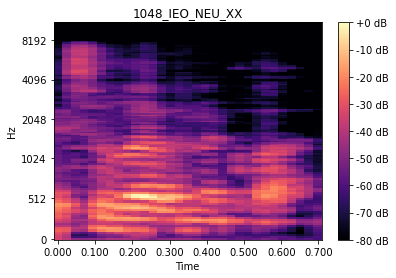 1048_IEO_NEU_XX
+0 dB
8192
-10 dB
4096
-20 dB
-30 dB
2048
Hz
-40 dB
1024
-50 dB
-60 dB
512
-70 dB
0
-80 dB
0.000 0.100 0.200 0.300 0.400 0.500 0.600 0.700
Time